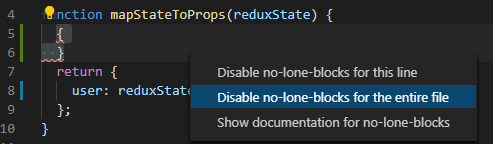 4 nction mapStateToProps(reduxState) {
5 {
6 }
7 return {
8 user: reduxState
9 };
10 }
Disable no-lone-blocks for this line
Disable no-lone-blocks for the entire file
Show documentation for no-lone-blocks